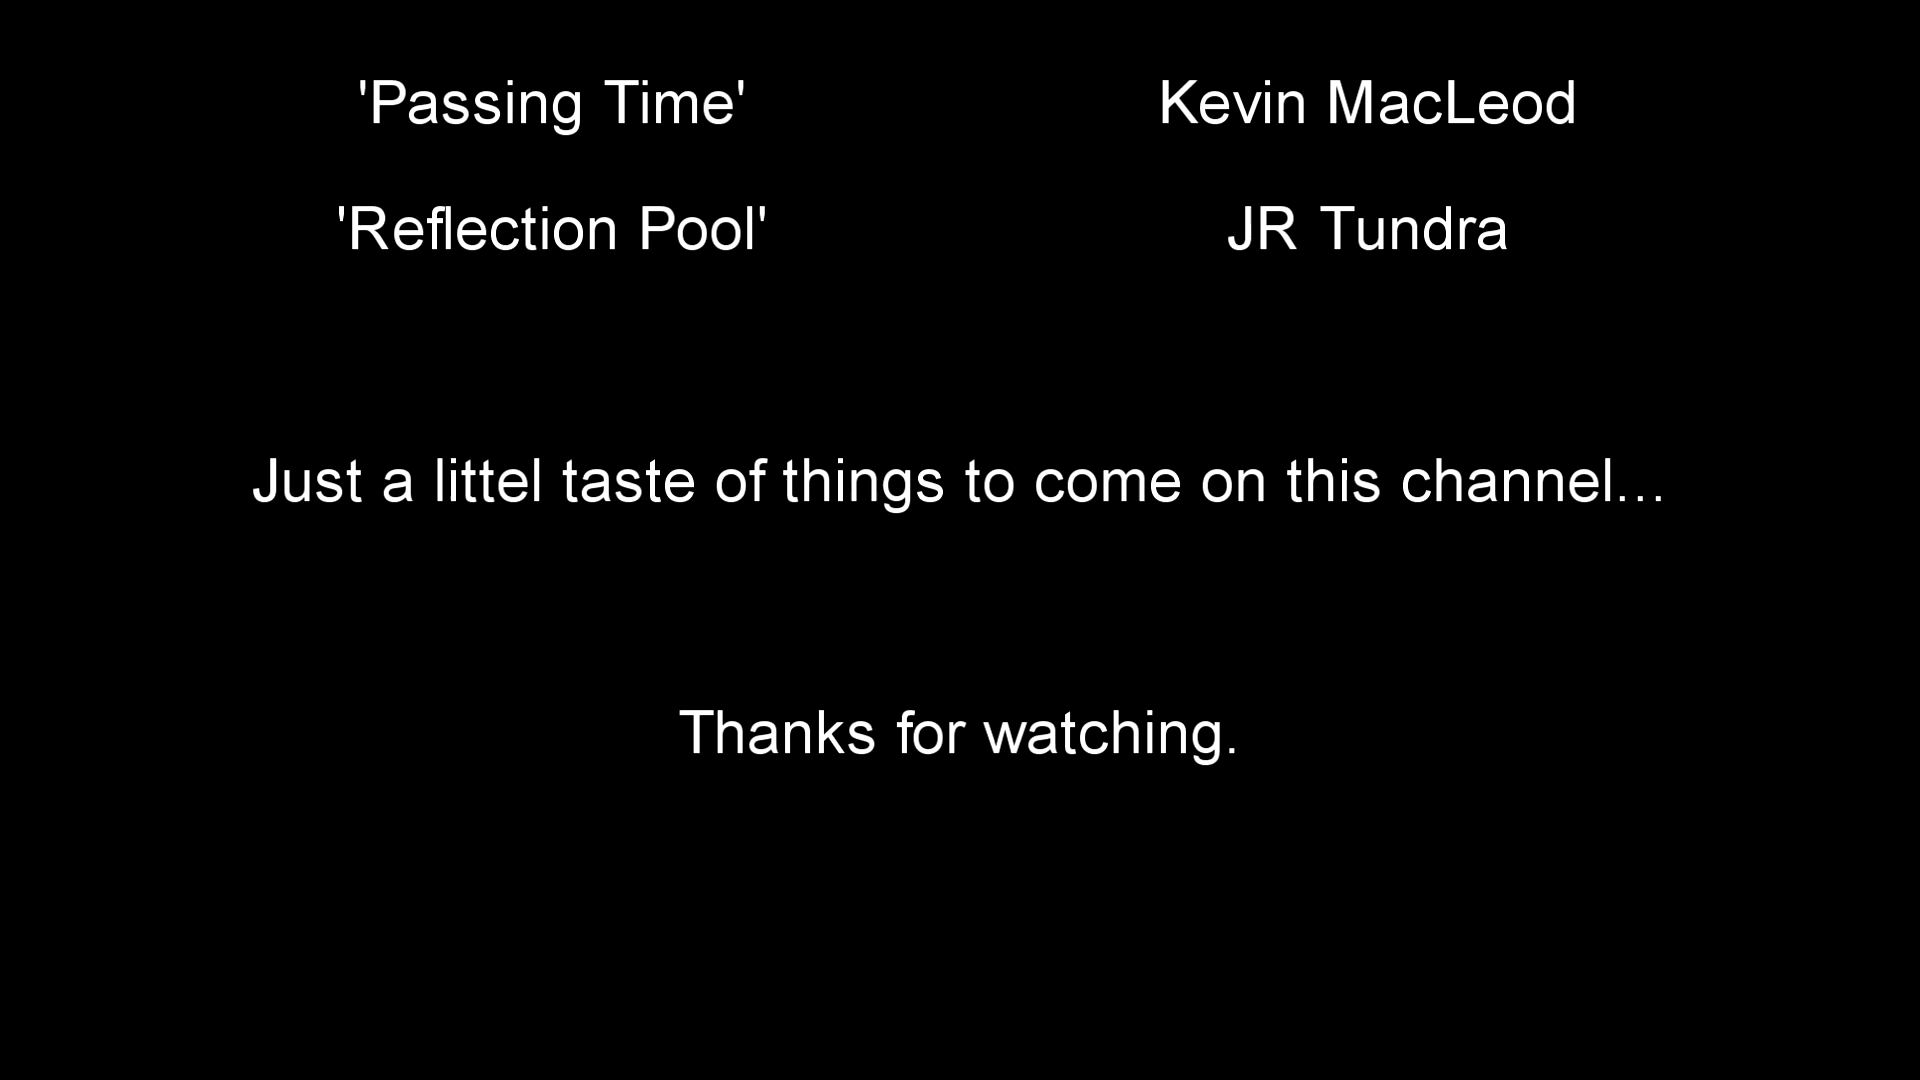 'Passing Time' Kevin MacLeod
'Reflection Pool' JR Tundra
Just a littel taste of things to come on this channel...
Thanks for watching.